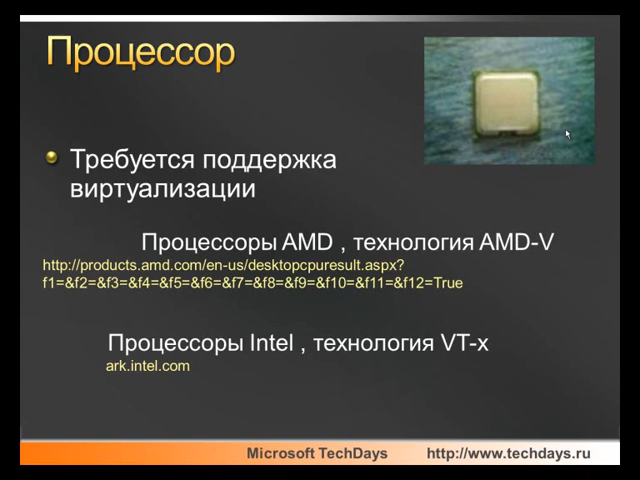 Процессор
Требуется поддержка
виртуализации
Процессоры AMD , технология AMD-V
http://products.amd.com/en-us/desktopcpuresult.aspx?
f1=&f2=&f3=&f4=&f5=&f6=&f7=&f8=&f9=&f10=&f11=&f12=True
Процессоры Intel , технология VT-x
ark.intel.com
Microsoft TechDays http://www.techdays.ru